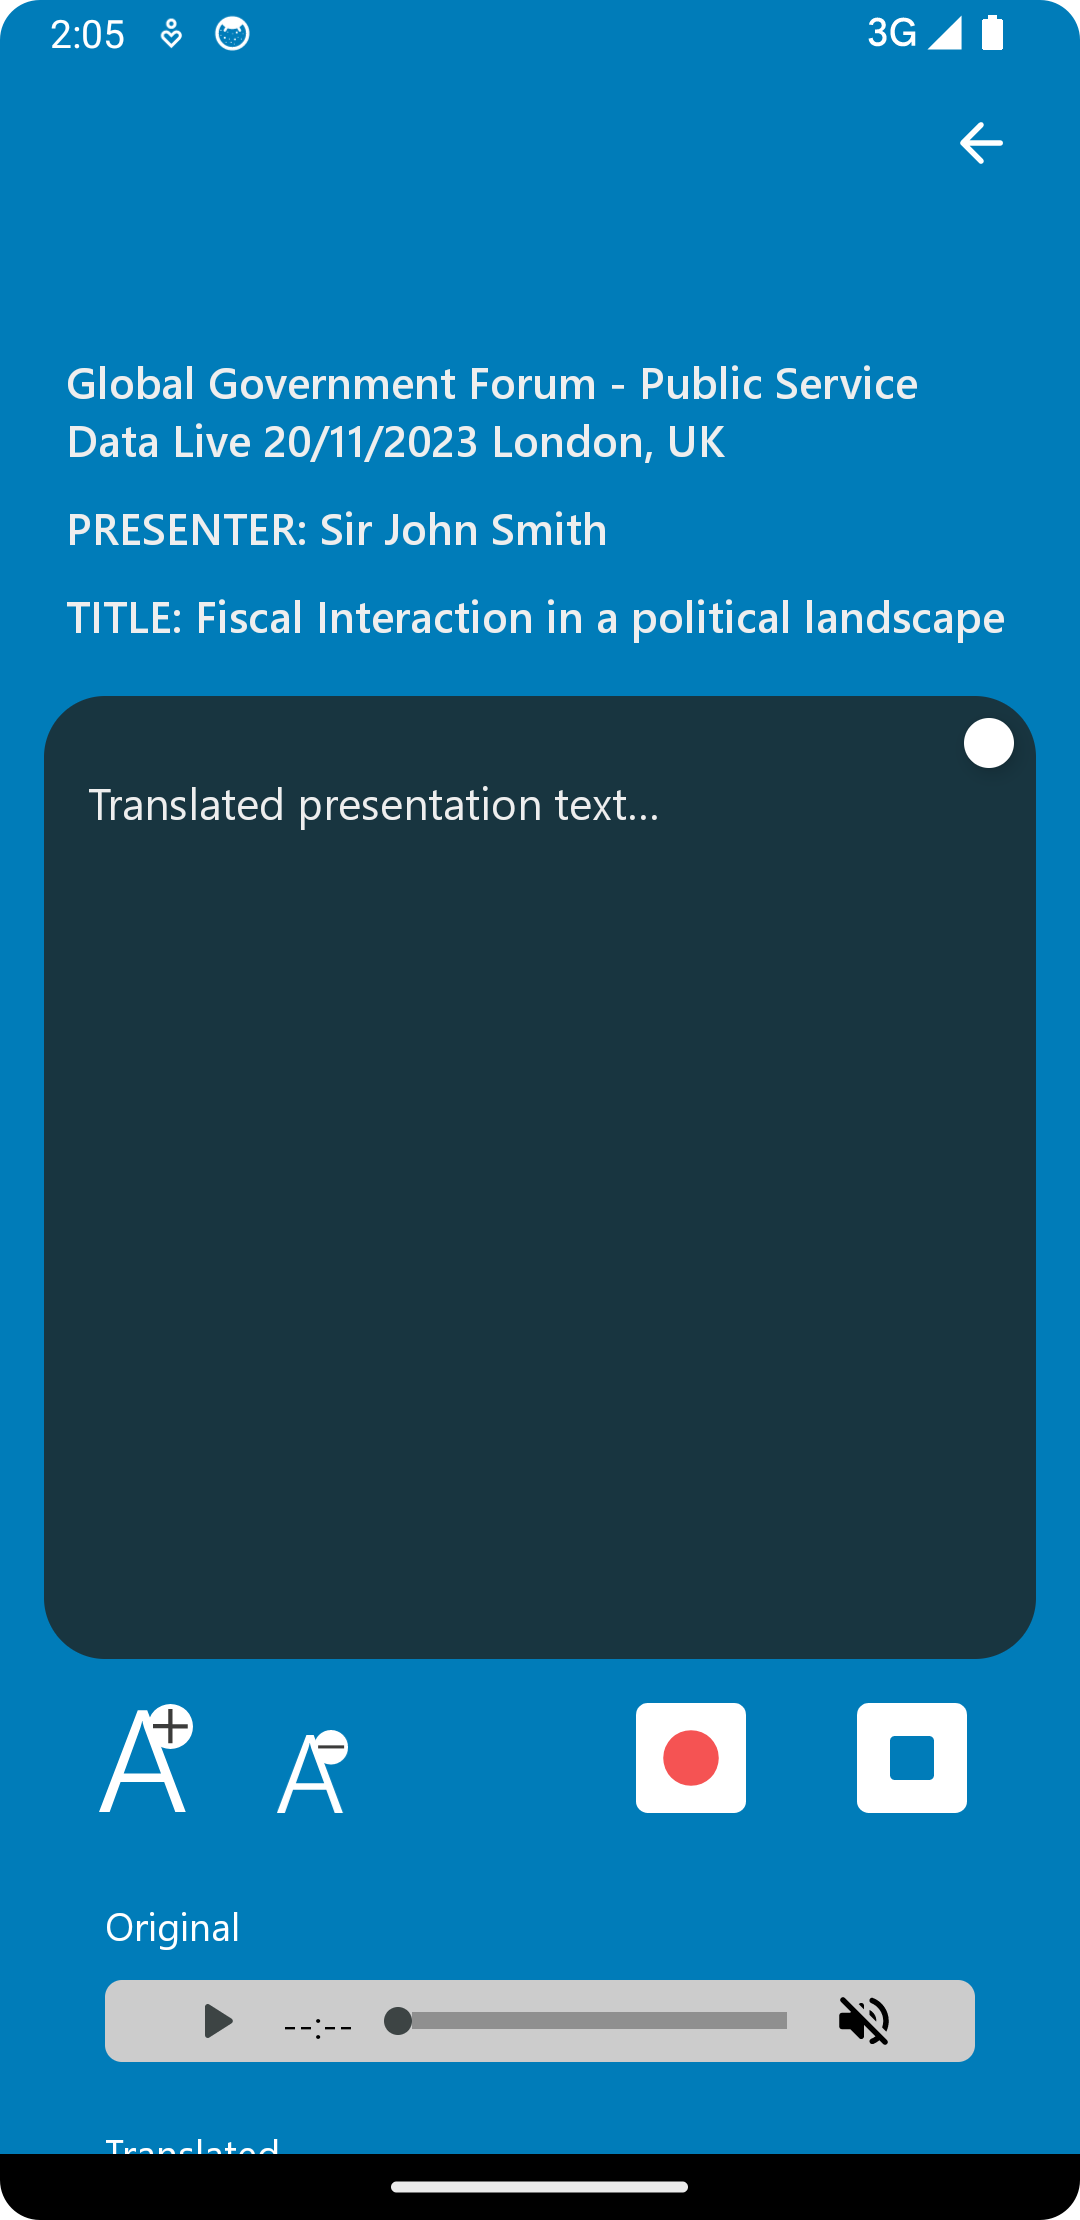 2:05
3G
Global Government Forum - Public Service
Data Live 20/11/2023 London, UK
PRESENTER: Sir John Smith
TITLE: Fiscal Interaction in a political landscape
Translated presentation text...
A
A
Original
--:--
Translated